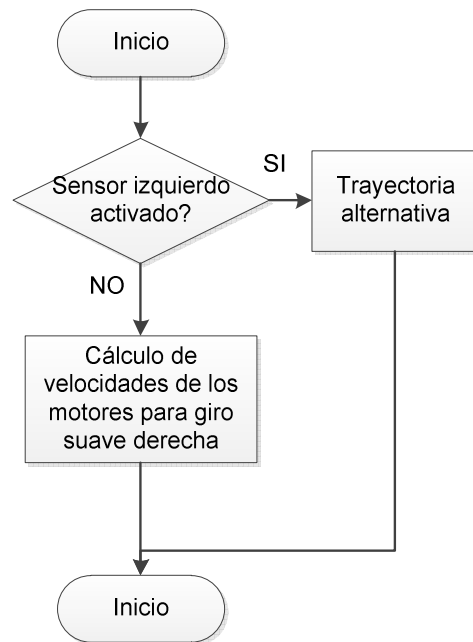 Inicio
Sensor izquierdo
activado?
SI
Trayectoria
alternativa
NO
Cálculo de
velocidades de los
motores para giro
suave derecha
Inicio